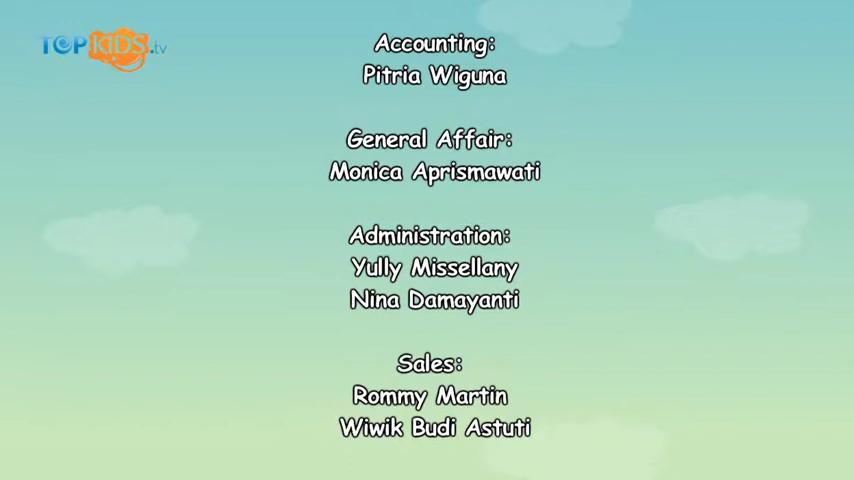 TOPKIDS.tv
Accounting:
Pitria Wiguna
General Affair:
Monica Aprismawati
Administration:
Yully Missellany
Nina Damayanti
Sales:
Rommy Martin
Wiwik Budi Astuti